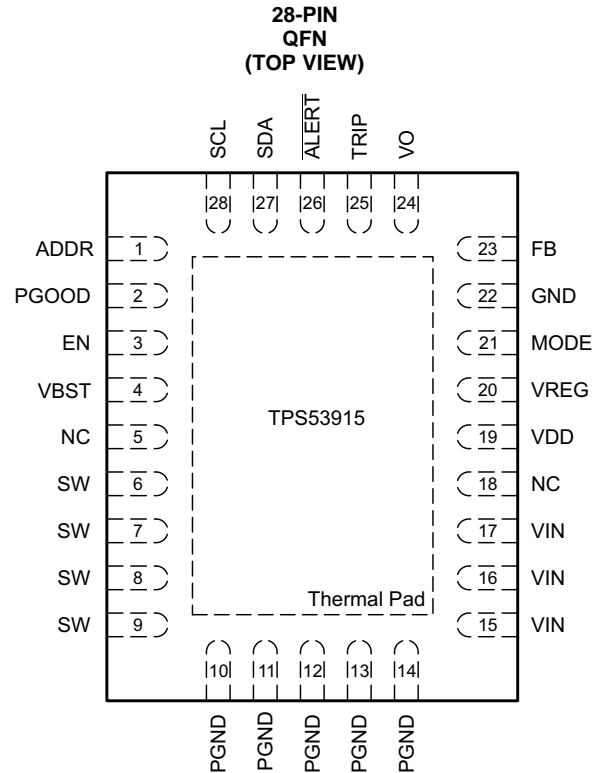 28-PIN
QFN
(TOP VIEW)
SCL SDA ALERT TRIP VO
28 27 26 25 24
ADDR 1 23 FB
PGOOD 2 22 GND
EN 3 21 MODE
VBST 4 20 VREG
NC 5 TPS53915 19 VDD
SW 6 18 NC
SW 7 17 VIN
SW 8 16 VIN
Thermal Pad
SW 9 15 VIN
10 11 12 13 14
PGND PGND PGND PGND PGND